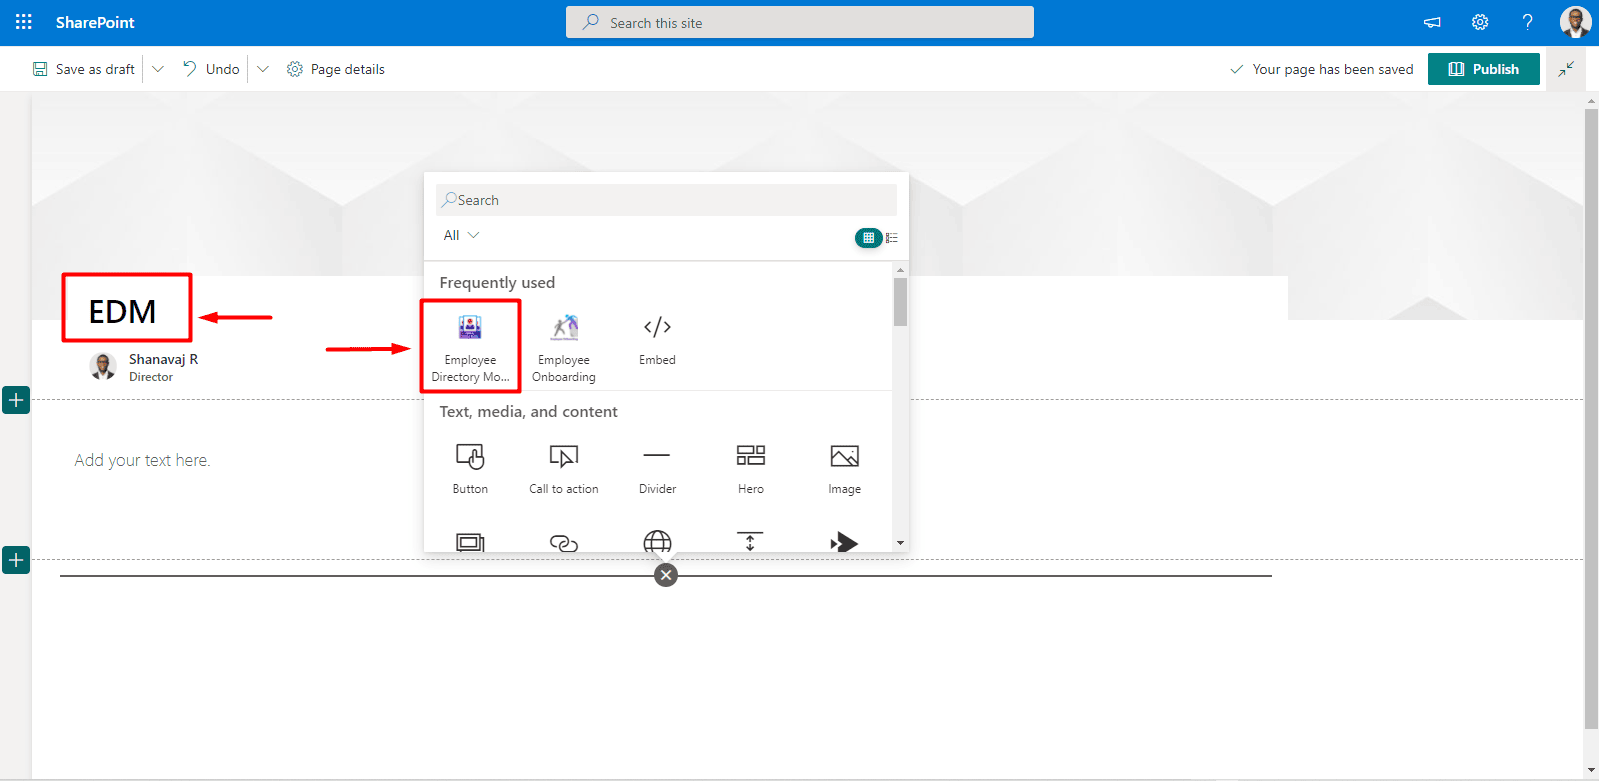 SharePoint
Search this site
?
Save as draft
Undo
Page details
Your page has been saved
Publish
Search
All
Frequently used
EDM
Employee
Directory Mo...
Employee
Onboarding
Embed
Shanavaj R
Director
Text, media, and content
Add your text here.
Button
Call to action
Divider
Hero
Image